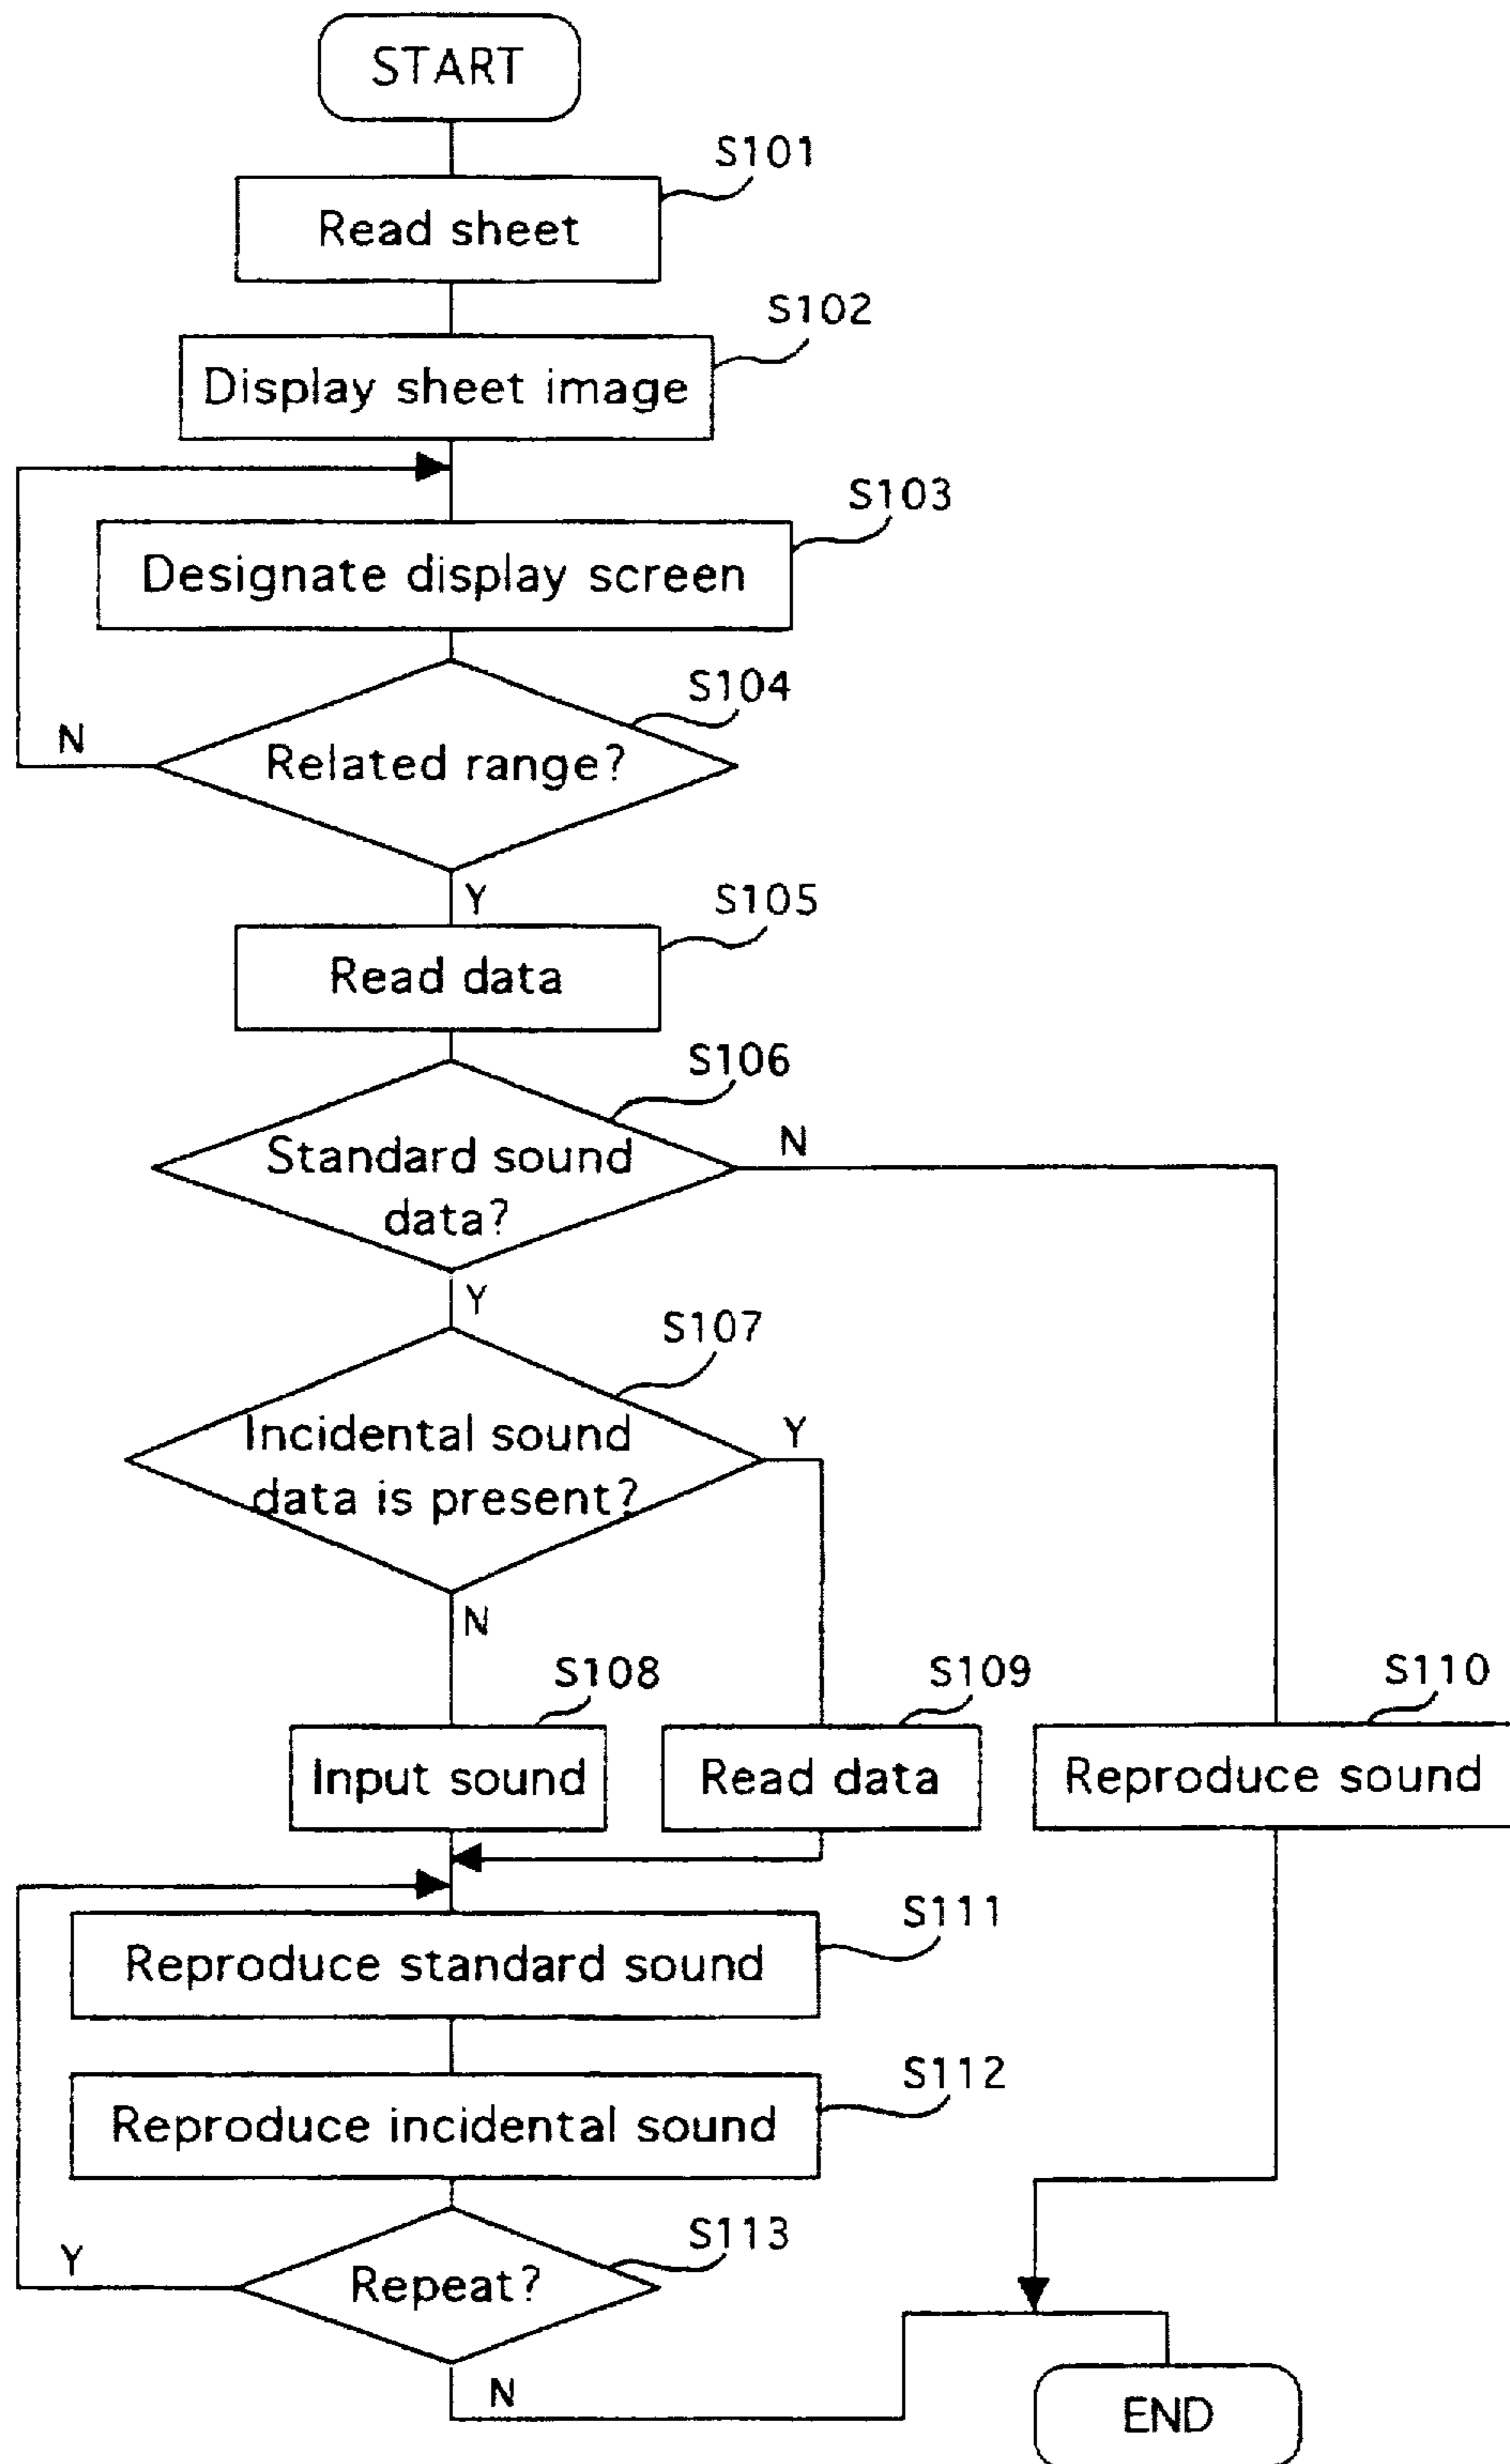 START
S101
Read sheet
S102
Display sheet image
S103
Designate display screen
S104
Related range?
N
Y
S105
Read data
S106
Standard sound
data?
N
Y
S107
Incidental sound
data is present?
Y
N
S108
S109
S110
Input sound
Read data
Reproduce sound
S111
Reproduce standard sound
S112
Reproduce incidental sound
S113
Repeat?
Y
N
END